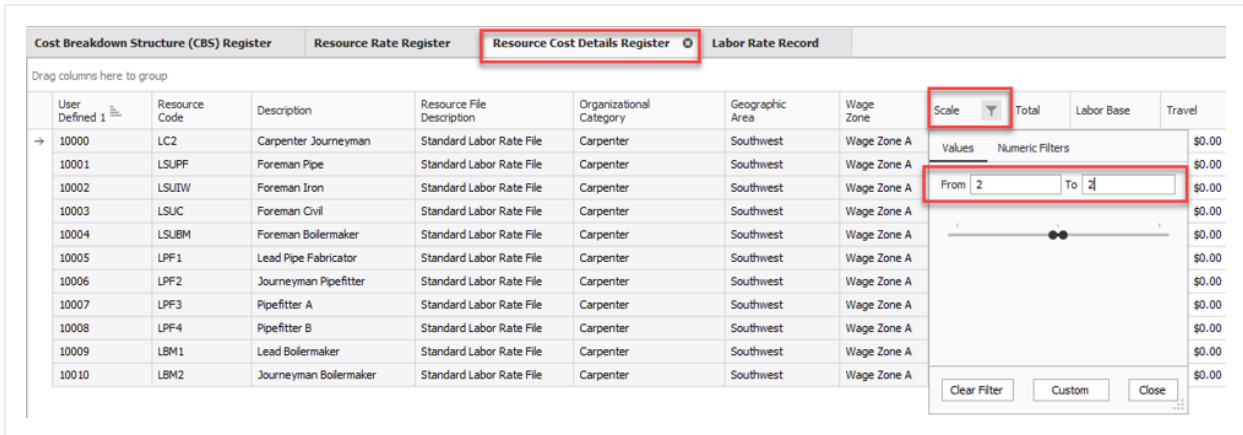 Cost Breakdown Structure (CBS) Register Resource Rate Register Resource Cost Details Register Labor Rate Record
Drag columns here to group
User Defined 1 Resource Code Description Resource File Description Organizational Category Geographic Area Wage Zone Scale Total Labor Base Travel
10000 LC2 Carpenter Journeyman Standard Labor Rate File Carpenter Southwest Wage Zone A $0.00
10001 LSUPF Foreman Pipe Standard Labor Rate File Carpenter Southwest Wage Zone A $0.00
10002 LSUIW Foreman Iron Standard Labor Rate File Carpenter Southwest Wage Zone A $0.00
10003 LSUC Foreman Civil Standard Labor Rate File Carpenter Southwest Wage Zone A $0.00
10004 LSUBM Foreman Boilermaker Standard Labor Rate File Carpenter Southwest Wage Zone A $0.00
10005 LPF1 Lead Pipe Fabricator Standard Labor Rate File Carpenter Southwest Wage Zone A $0.00
10006 LPF2 Journeyman Pipefitter Standard Labor Rate File Carpenter Southwest Wage Zone A $0.00
10007 LPF3 Pipefitter A Standard Labor Rate File Carpenter Southwest Wage Zone A $0.00
10008 LPF4 Pipefitter B Standard Labor Rate File Carpenter Southwest Wage Zone A $0.00
10009 LBM1 Lead Boilermaker Standard Labor Rate File Carpenter Southwest Wage Zone A $0.00
10010 LBM2 Journeyman Boilermaker Standard Labor Rate File Carpenter Southwest Wage Zone A $0.00
Values Numeric Filters
From 2 To 2
Clear Filter Custom Close